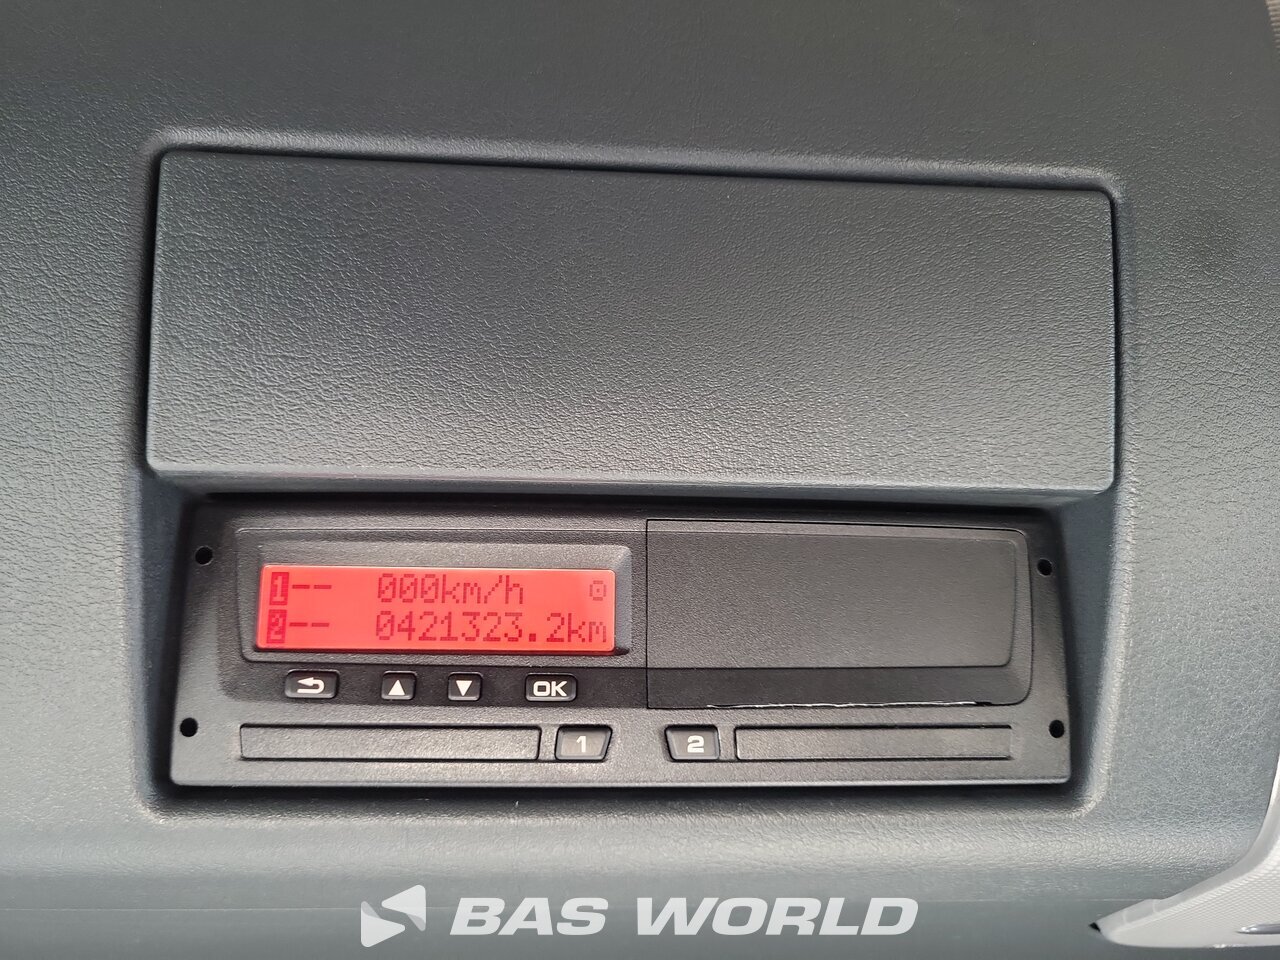 1-- 000km/h
2-- 0421323.2km
OK
1 2
BAS WORLD